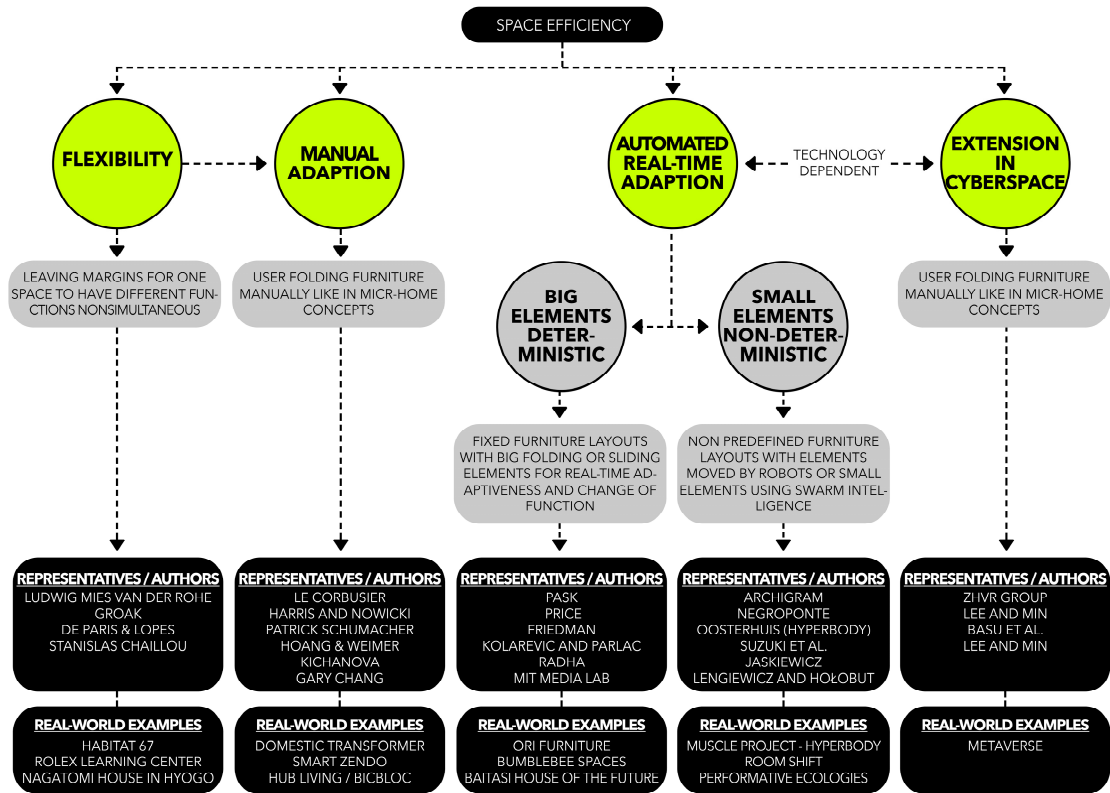 SPACE EFFICIENCY
FLEXIBILITY
MANUAL
ADAPTION
AUTOMATED
REAL-TIME
ADAPTION
TECHNOLOGY
DEPENDENT
EXTENSION
IN
CYBERSPACE
LEAVING MARGINS FOR ONE
SPACE TO HAVE DIFFERENT FUN-
CTIONS NONSIMULTANEOUS
USER FOLDING FURNITURE
MANUALLY LIKE IN MICR-HOME
CONCEPTS
BIG
ELEMENTS
DETER-
MINISTIC
SMALL
ELEMENTS
NON-DETER-
MINISTIC
USER FOLDING FURNITURE
MANUALLY LIKE IN MICR-HOME
CONCEPTS
FIXED FURNITURE LAYOUTS
WITH BIG FOLDING OR SLIDING
ELEMENTS FOR REAL-TIME AD-
APTIVENESS AND CHANGE OF
FUNCTION
NON PREDEFINED FURNITURE
LAYOUTS WITH ELEMENTS
MOVED BY ROBOTS OR SMALL
ELEMENTS USING SWARM INTEL-
LIGENCE
REPRESENTATIVES / AUTHORS
LUDWIG MIES VAN DER ROHE
GROAK
DE PARIS & LOPES
STANISLAS CHAILLOU
REPRESENTATIVES / AUTHORS
LE CORBUSIER
HARRIS AND NOWICKI
PATRICK SCHUMACHER
HOANG & WEIMER
KICHANOVA
GARY CHANG
REPRESENTATIVES / AUTHORS
PASK
PRICE
FRIEDMAN
KOLAREVIC AND PARLAC
RADHA
MIT MEDIA LAB
REPRESENTATIVES / AUTHORS
ARCHIGRAM
NEGROPONTE
OOSTERHUIS (HYPERBODY)
SUZUKI ET AL.
JASKIEWICZ
LENGIEWICZ AND HOŁOBUT
REPRESENTATIVES / AUTHORS
ZHVR GROUP
LEE AND MIN
BASU ET AL.
LEE AND MIN
REAL-WORLD EXAMPLES
HABITAT 67
ROLEX LEARNING CENTER
NAGATOMI HOUSE IN HYOGO
REAL-WORLD EXAMPLES
DOMESTIC TRANSFORMER
SMART ZENDO
HUB LIVING / BICBLOC
REAL-WORLD EXAMPLES
ORI FURNITURE
BUMBLEBEE SPACES
BAITASI HOUSE OF THE FUTURE
REAL-WORLD EXAMPLES
MUSCLE PROJECT - HYPERBODY
ROOM SHIFT
PERFORMATIVE ECOLOGIES
REAL-WORLD EXAMPLES
METAVERSE